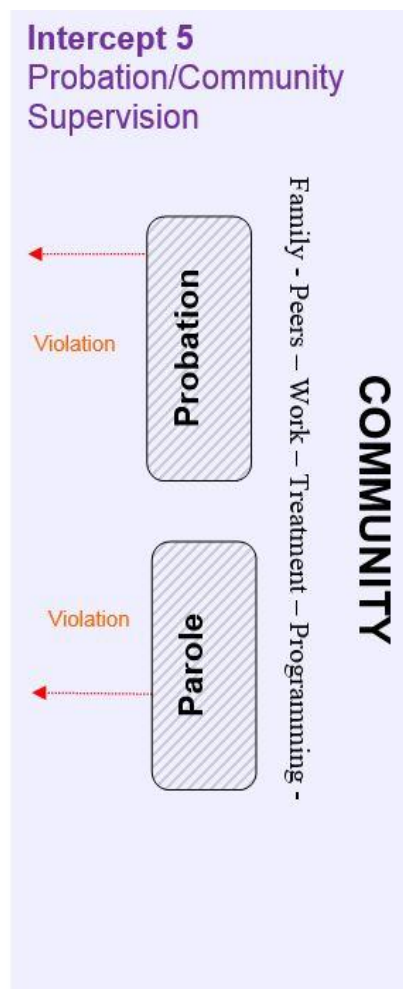 Intercept 5
Probation/Community
Supervision
Family - Peers – Work – Treatment – Programming -
COMMUNITY
Probation
Violation
Violation
Parole